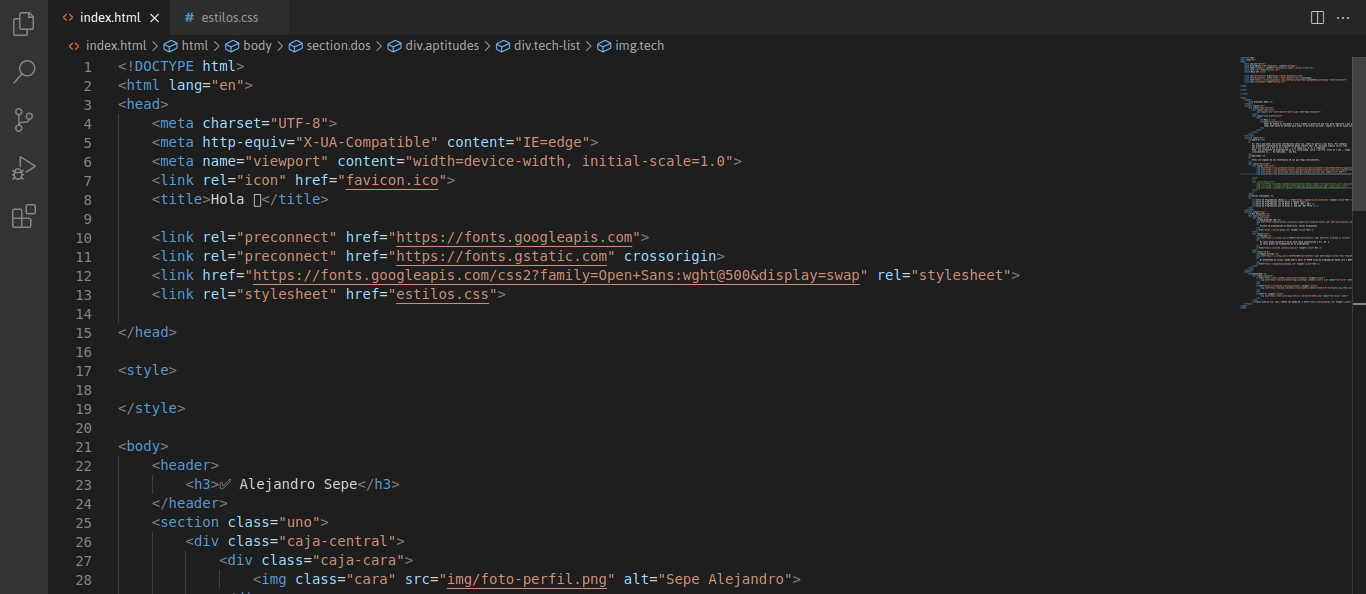 index.html
estilos.css
index.html > html > body > section.dos > div.aptitudes > div.tech-list > img.tech
1 <!DOCTYPE html>
2 <html lang="en">
3 <head>
4 <meta charset="UTF-8">
5 <meta http-equiv="X-UA-Compatible" content="IE=edge">
6 <meta name="viewport" content="width=device-width, initial-scale=1.0">
7 <link rel="icon" href="favicon.ico">
8 <title>Hola </title>
9
10 <link rel="preconnect" href="https://fonts.googleapis.com">
11 <link rel="preconnect" href="https://fonts.gstatic.com" crossorigin>
12 <link href="https://fonts.googleapis.com/css2?family=Open+Sans:wght@500&display=swap" rel="stylesheet">
13 <link rel="stylesheet" href="estilos.css">
14
15 </head>
16
17 <style>
18
19 </style>
20
21 <body>
22 <header>
23 <h3>✅ Alejandro Sepe</h3>
24 </header>
25 <section class="uno">
26 <div class="caja-central">
27 <div class="caja-cara">
28 <img class="cara" src="img/foto-perfil.png" alt="Sepe Alejandro">